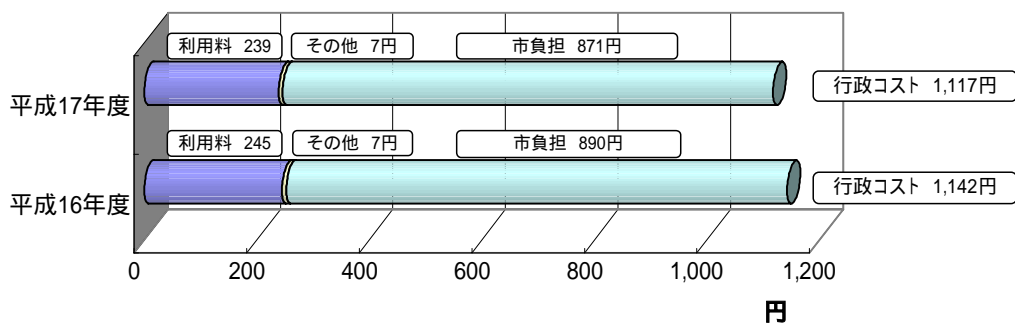 利用料 239
その他 7円
市負担 871円
平成17年度
行政コスト 1,117円
利用料 245
その他 7円
市負担 890円
平成16年度
行政コスト 1,142円
0
200
400
600
800
1,000
1,200
円